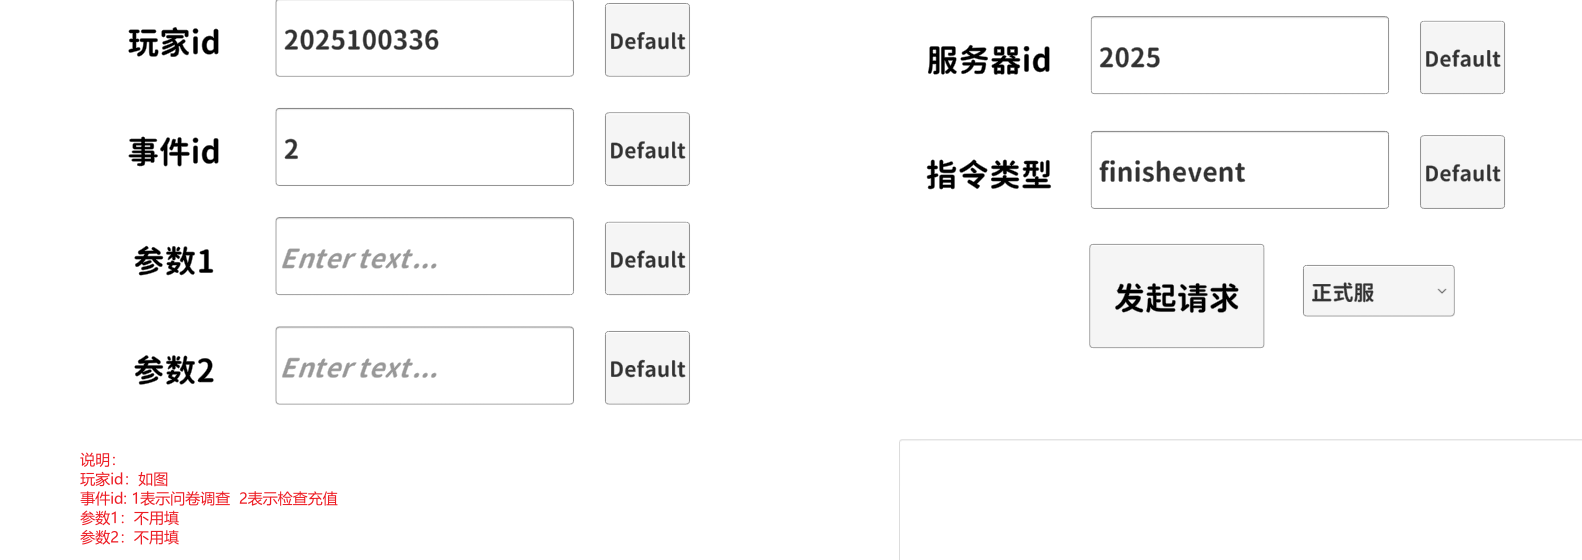 玩家id
2025100336
Default
服务器id
2025
Default
事件id
2
Default
指令类型
finishevent
Default
参数1
Enter text...
Default
发起请求
正式服
参数2
Enter text...
Default
说明：
玩家id：如图
事件id: 1表示问卷调查  2表示检查充值
参数1：不用填
参数2：不用填